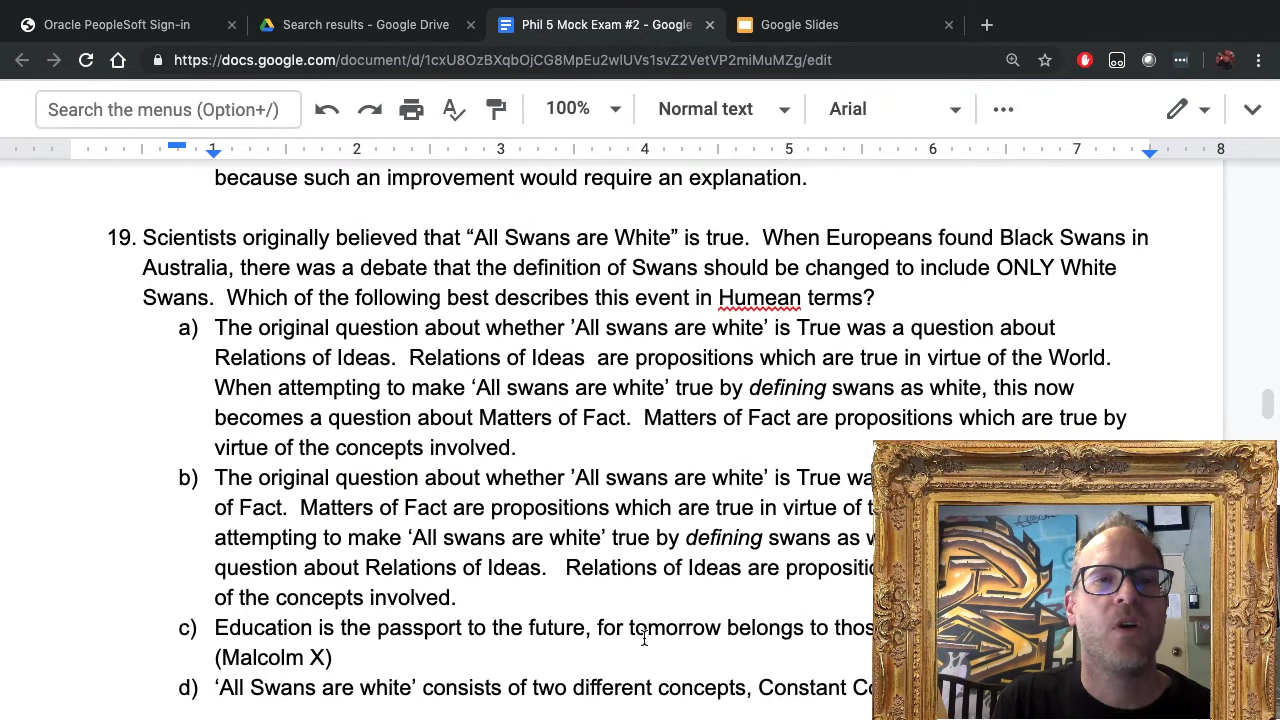 Oracle PeopleSoft Sign-in
Search results - Google Drive
Phil 5 Mock Exam #2 - Google
Google Slides
https://docs.google.com/document/d/1cxU8OzBXqbOjCG8MpEu2wlUVs1svZ2VetVP2miMuMZg/edit
Search the menus (Option+/)
100%
Normal text
Arial
1 2 3 4 5 6 7 8
because such an improvement would require an explanation.
19. Scientists originally believed that “All Swans are White” is true. When Europeans found Black Swans in
Australia, there was a debate that the definition of Swans should be changed to include ONLY White
Swans. Which of the following best describes this event in Humean terms?
a) The original question about whether ’All swans are white’ is True was a question about
Relations of Ideas. Relations of Ideas are propositions which are true in virtue of the World.
When attempting to make ‘All swans are white’ true by defining swans as white, this now
becomes a question about Matters of Fact. Matters of Fact are propositions which are true by
virtue of the concepts involved.
b) The original question about whether ’All swans are white’ is True
of Fact. Matters of Fact are propositions which are true in virtue of
attempting to make ‘All swans are white’ true by defining swans as
question about Relations of Ideas. Relations of Ideas are
of the concepts involved.
c) Education is the passport to the future, for tomorrow belongs to
(Malcolm X)
d) ‘All Swans are white’ consists of two different concepts, Constant